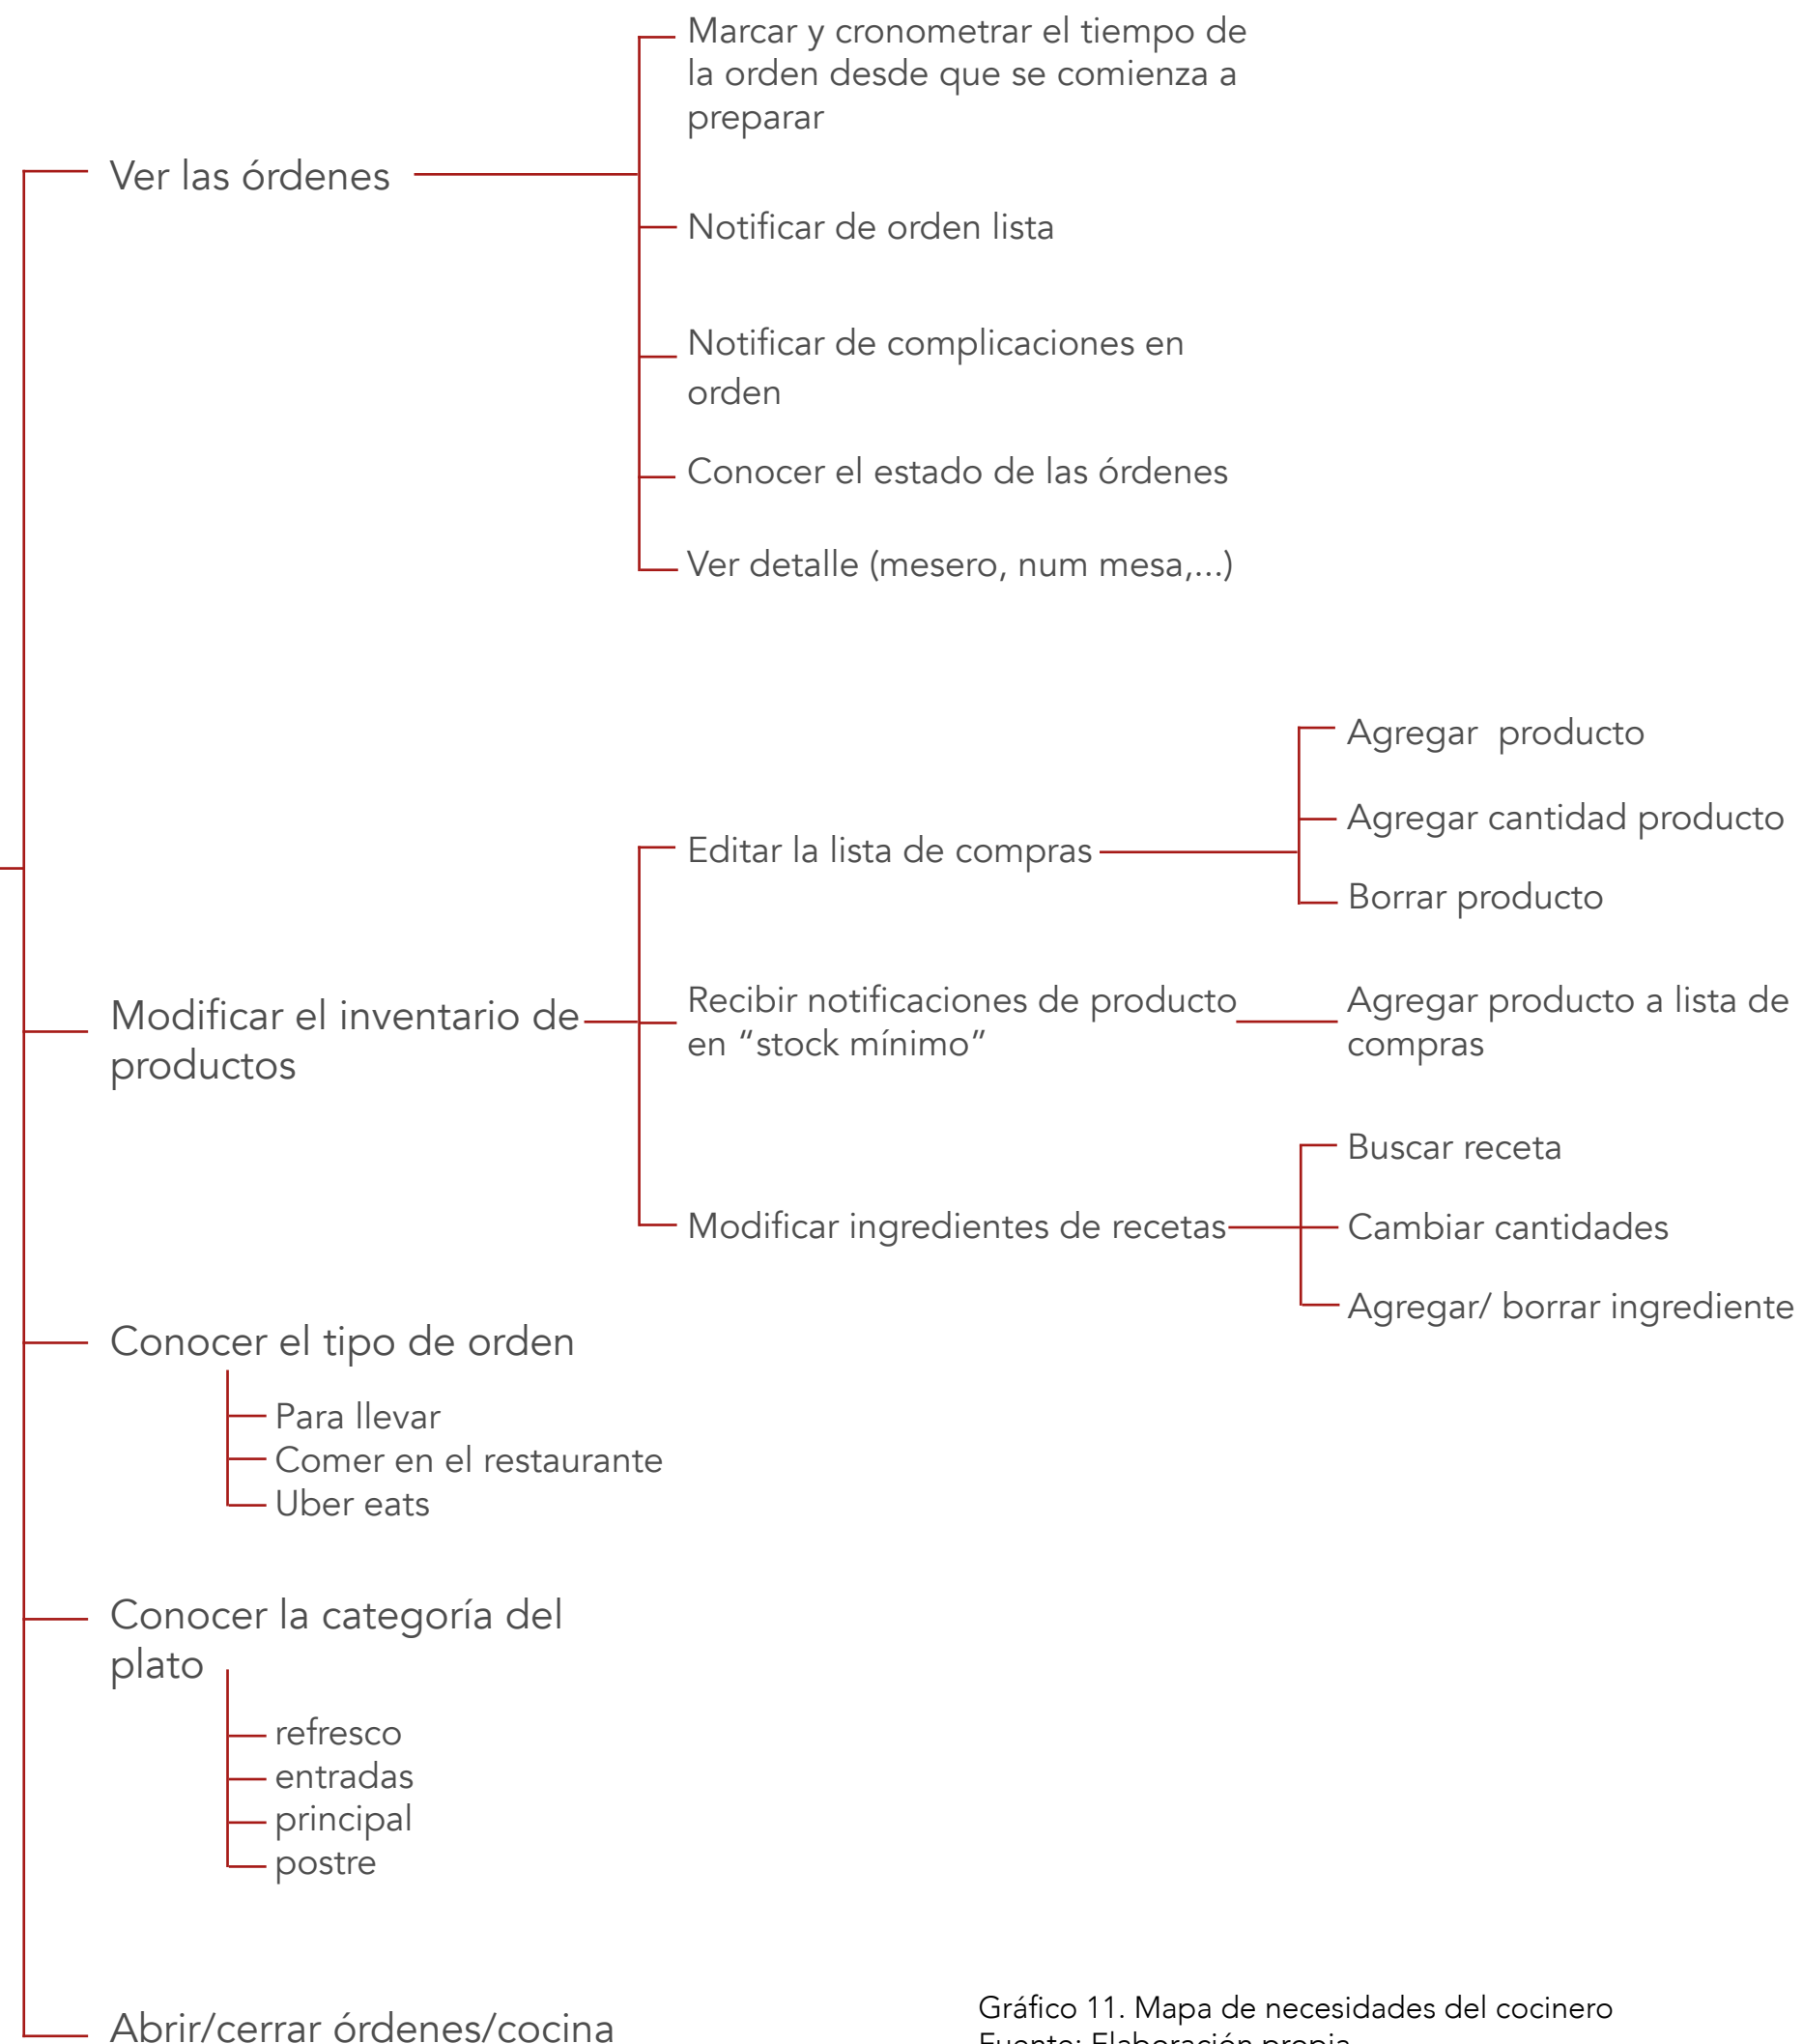 Marcar y cronometrar el tiempo de
la orden desde que se comienza a
preparar
Ver las órdenes
Notificar de orden lista
Notificar de complicaciones en
orden
Conocer el estado de las órdenes
Ver detalle (mesero, num mesa,...)
Agregar producto
Agregar cantidad producto
Editar la lista de compras
Borrar producto
Modificar el inventario de
productos
Recibir notificaciones de producto
en “stock mínimo”
Agregar producto a lista de
compras
Buscar receta
Modificar ingredientes de recetas
Cambiar cantidades
Agregar/ borrar ingrediente
Conocer el tipo de orden
Para llevar
Comer en el restaurante
Uber eats
Conocer la categoría del
plato
refresco
entradas
principal
postre
Abrir/cerrar órdenes/cocina
Gráfico 11. Mapa de necesidades del cocinero
Fuente: Elaboración propia